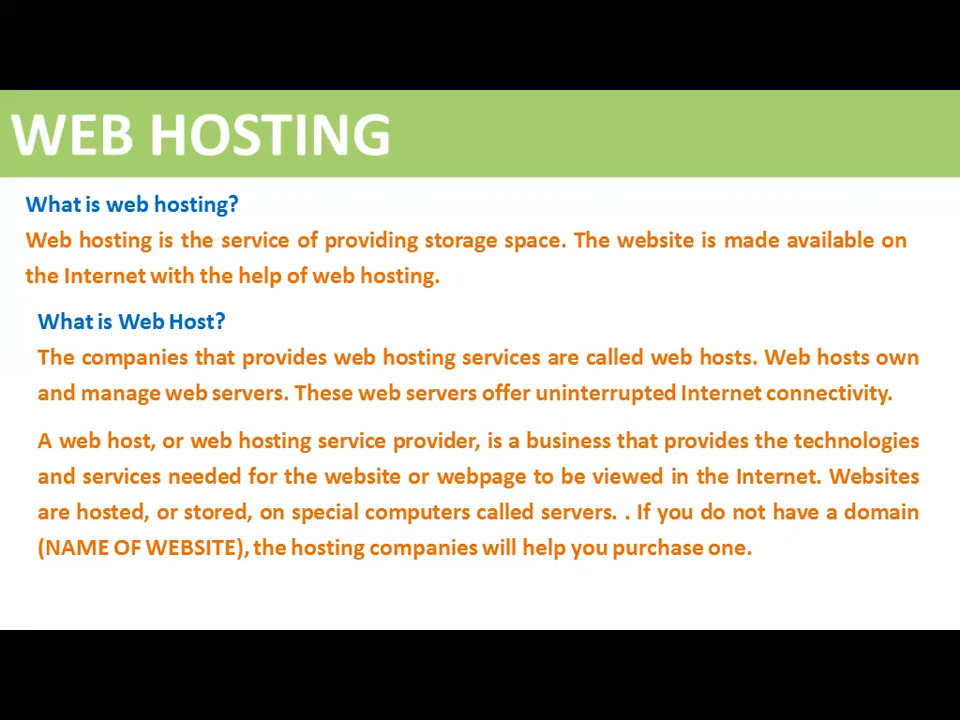 WEB HOSTING
What is web hosting?
Web hosting is the service of providing storage space. The website is made available on
the Internet with the help of web hosting.
What is Web Host?
The companies that provides web hosting services are called web hosts. Web hosts own
and manage web servers. These web servers offer uninterrupted Internet connectivity.
A web host, or web hosting service provider, is a business that provides the technologies
and services needed for the website or webpage to be viewed in the Internet. Websites
are hosted, or stored, on special computers called servers. . If you do not have a domain
(NAME OF WEBSITE), the hosting companies will help you purchase one.